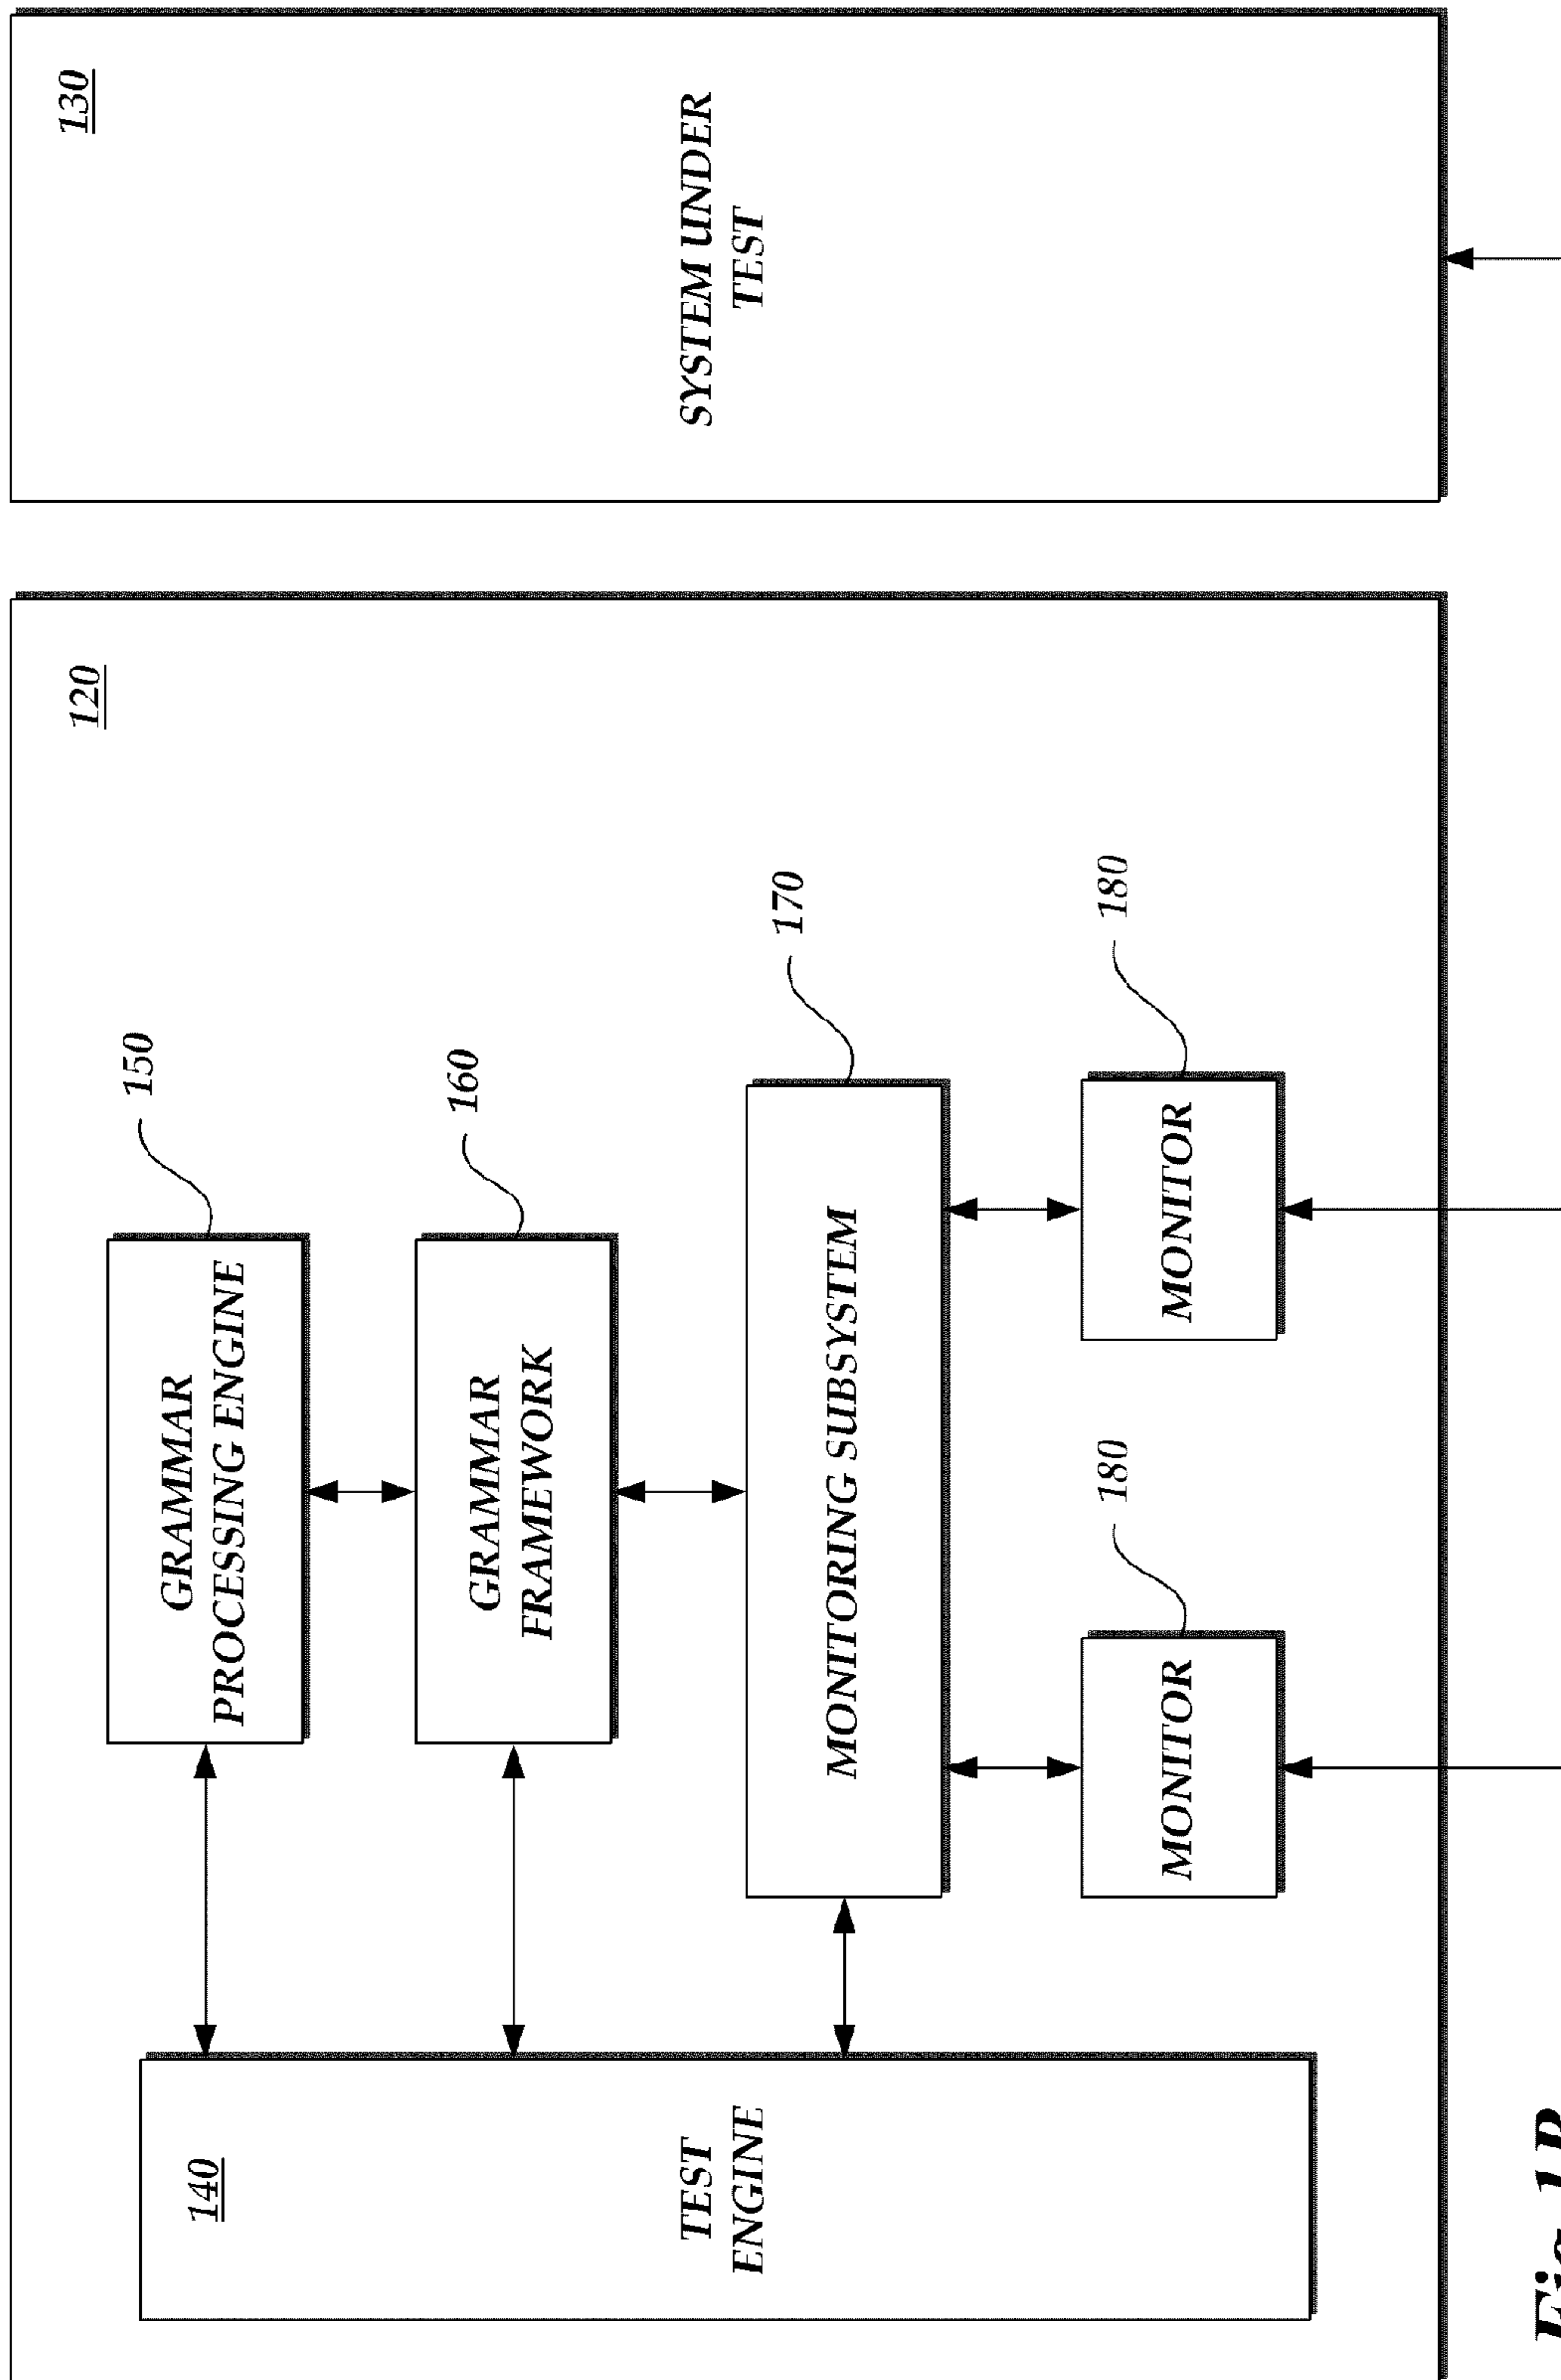 130
120
150
GRAMMAR
PROCESSING ENGINE
140
160
GRAMMAR
FRAMEWORK
TEST
ENGINE
SYSTEM UNDER
TEST
170
MONITORING SUBSYSTEM
180
MONITOR
180
MONITOR
Fig.